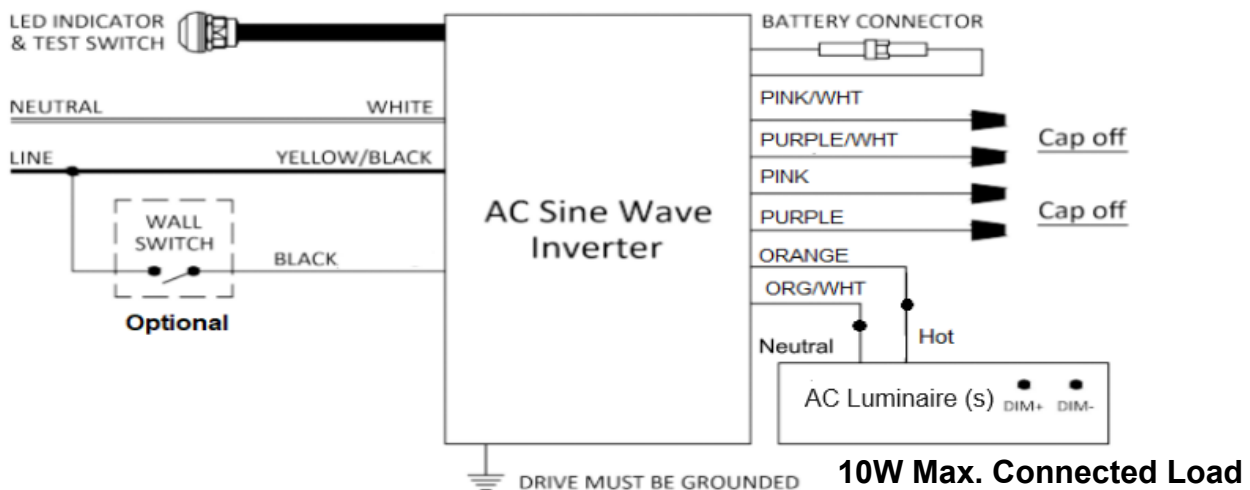 LED INDICATOR
& TEST SWITCH
BATTERY CONNECTOR
NEUTRAL
WHITE
LINE
YELLOW/BLACK
WALL
SWITCH
BLACK
Optional
AC Sine Wave
Inverter
PINK/WHT
PURPLE/WHT
Cap off
PINK
PURPLE
Cap off
ORANGE
ORG/WHT
Neutral
Hot
AC Luminaire (s)
DIM+
DIM-
DRIVE MUST BE GROUNDED
10W Max. Connected Load